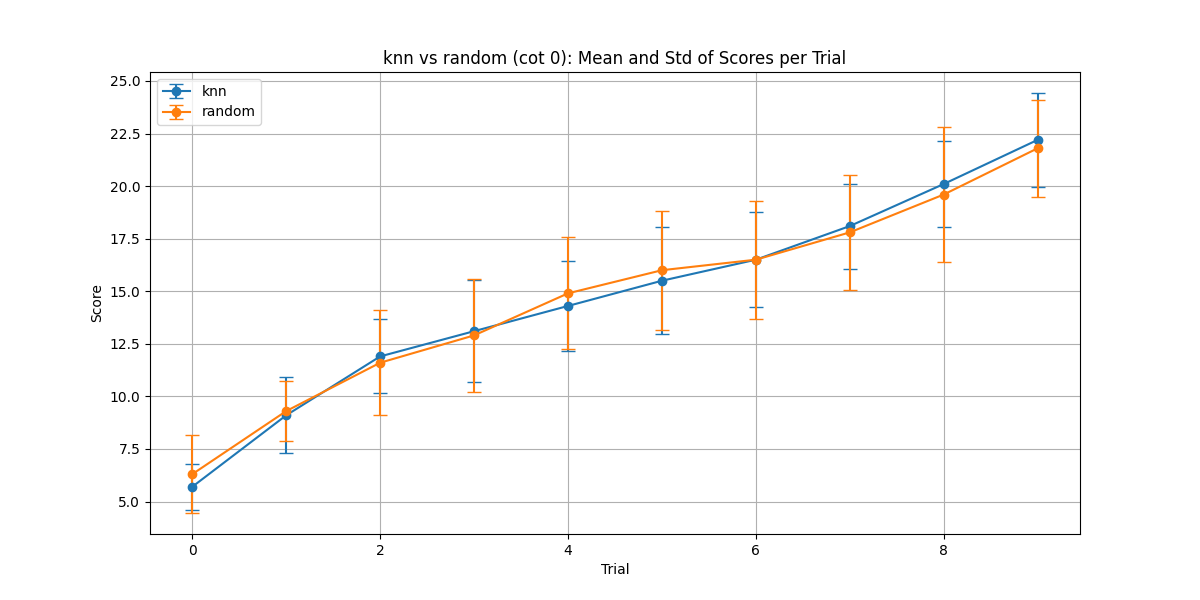 knn vs random (cot 0): Mean and Std of Scores per Trial
25.0
22.5
20.0
17.5
15.0
12.5
10.0
7.5
5.0
Score
knn
random
0
2
4
6
8
Trial